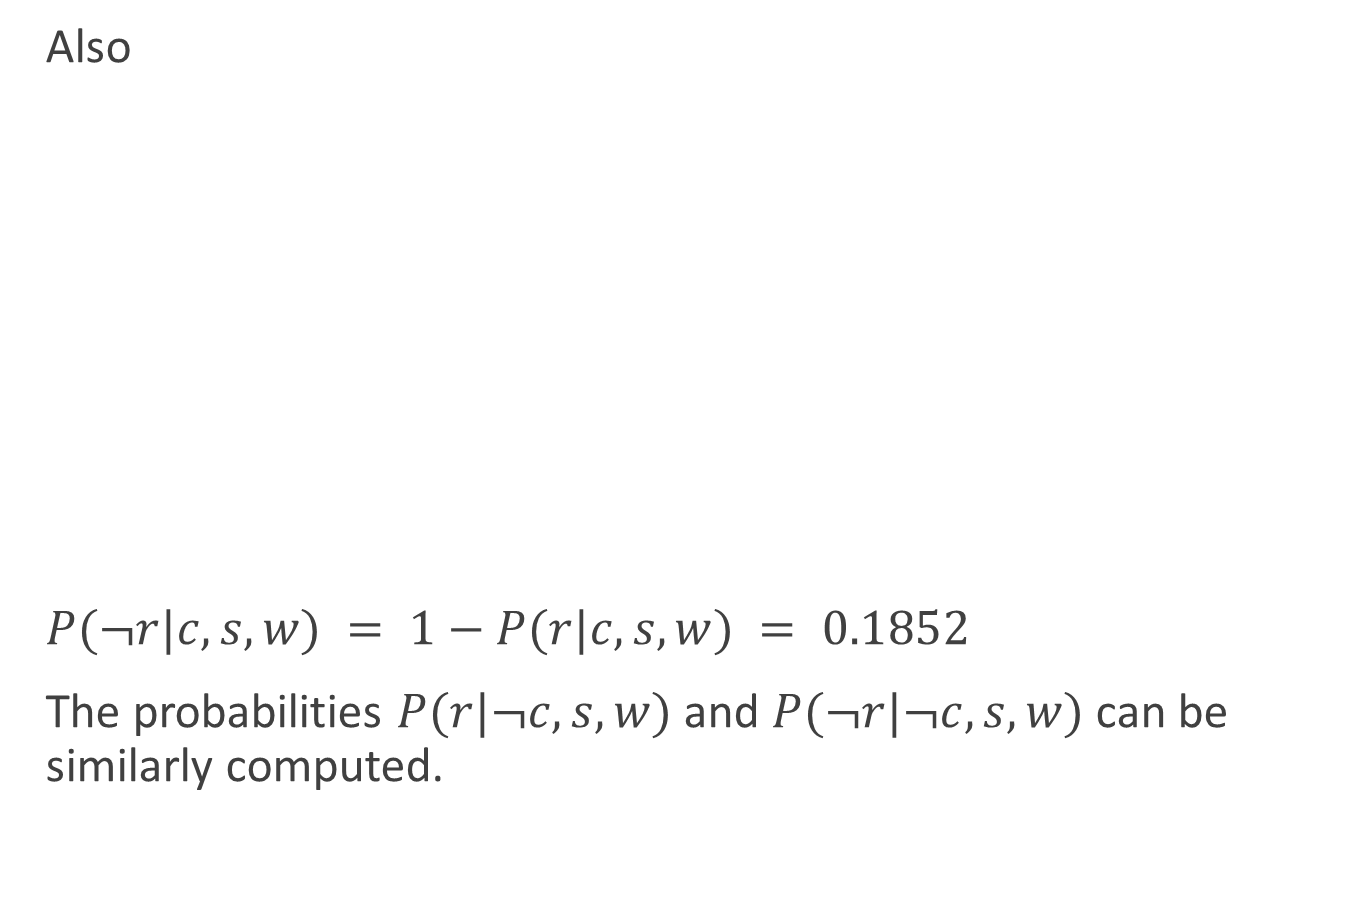 Also
P(¬r|c, s, w) = 1 − P(r|c, s, w) = 0.1852
The probabilities P(r|¬c, s, w) and P(¬r|¬c, s, w) can be
similarly computed.